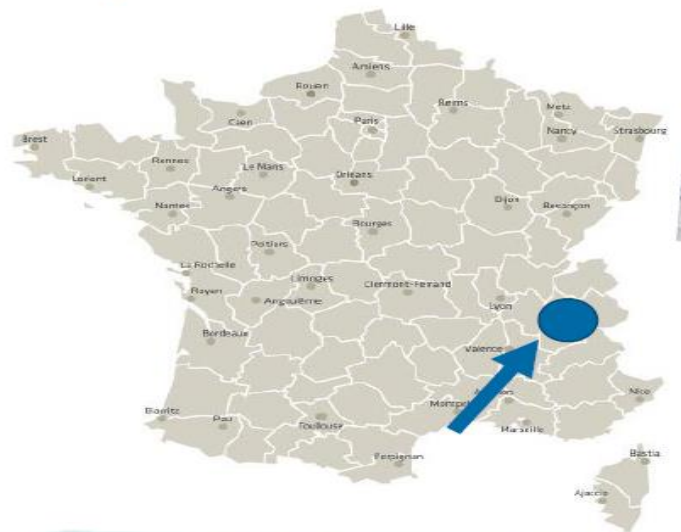 Lille
Amiens
Rouen
Reims
Metz
Caen
Paris
Nancy
Strasbourg
Brest
Rennes
Le Mans
Orléans
Lorient
Angers
Dijon
Besançon
Nantes
Bourges
Poitiers
La Rochelle
Limoges
Clermont-Ferrand
Royan
Angoulême
Lyon
Bordeaux
Valence
Biarritz
Pau
Toulouse
Nice
Marseille
Perpignan
Bastia
Ajaccio